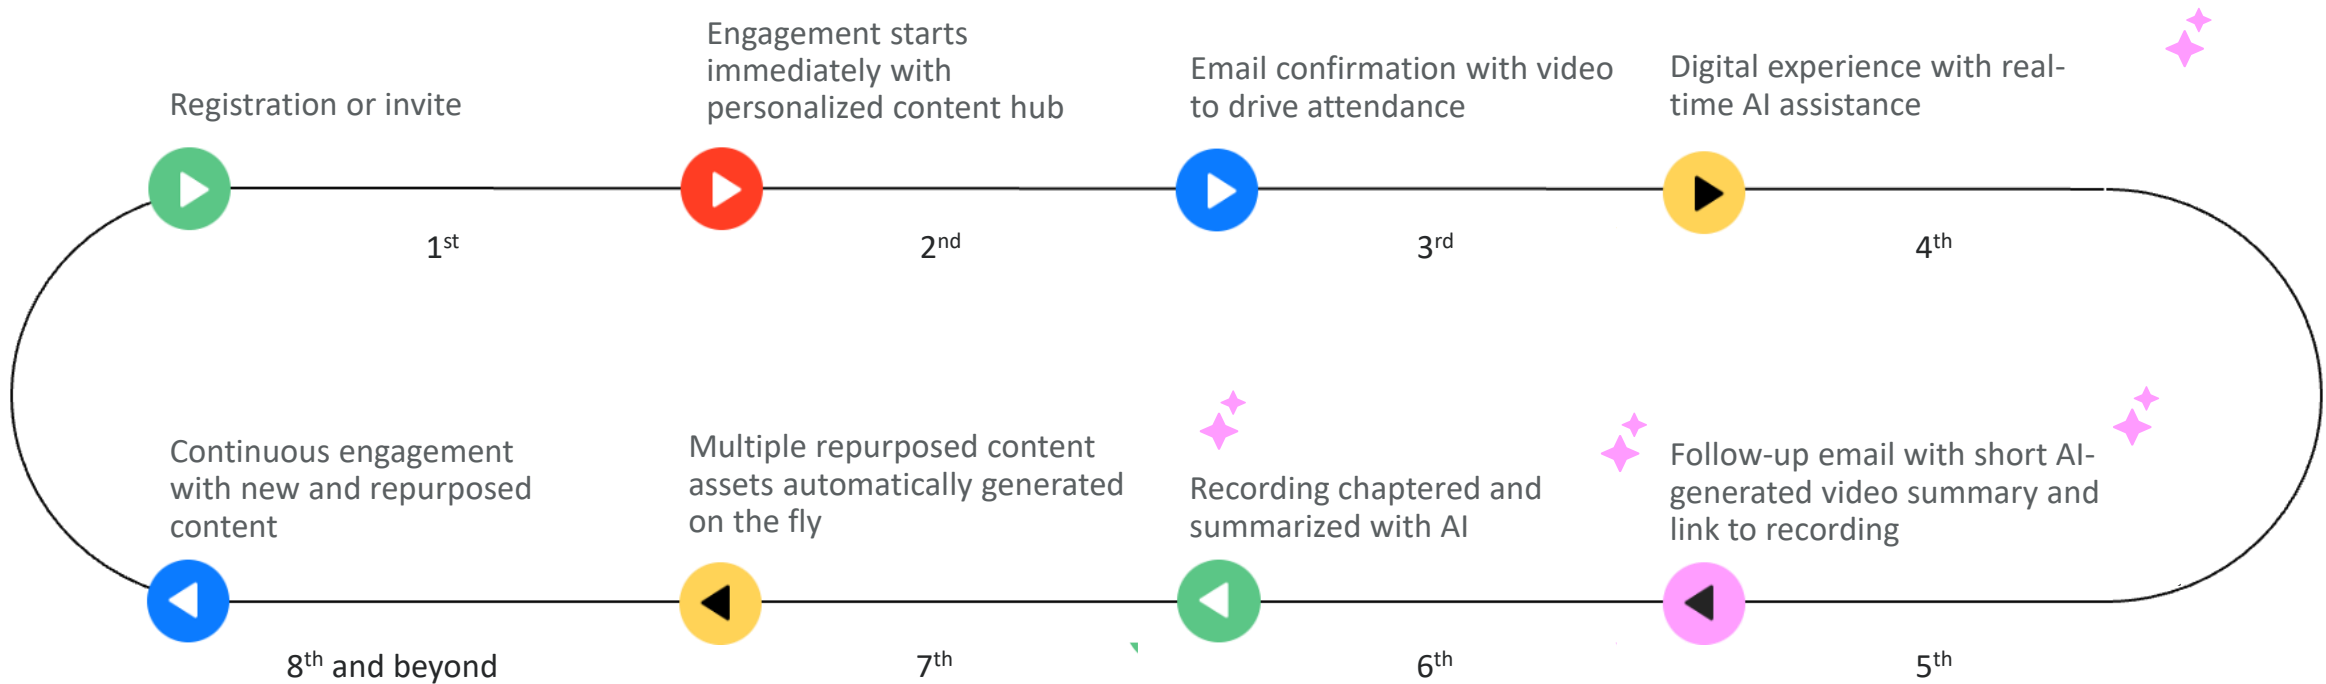 Registration or invite
Engagement starts
immediately with
personalized content hub
Email confirmation with video
to drive attendance
Digital experience with real-
time AI assistance
1st
2nd
3rd
4th
Continuous engagement
with new and repurposed
content
Multiple repurposed content
assets automatically generated
on the fly
Recording chaptered and
summarized with AI
Follow-up email with short AI-
generated video summary and
link to recording
8th and beyond
7th
6th
5th